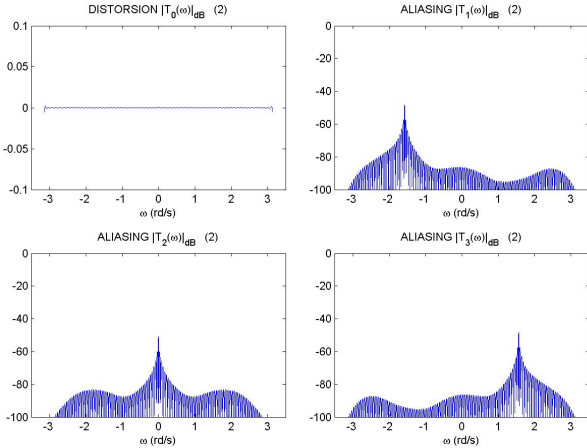 DISTORSION |T0(ω)|dB (2)
0.1
0.05
0
-0.05
-0.1
-3 -2 -1 0 1 2 3
ω (rd/s)
ALIASING |T1(ω)|dB (2)
0
-20
-40
-60
-80
-100
-3 -2 -1 0 1 2 3
ω (rd/s)
ALIASING |T2(ω)|dB (2)
0
-20
-40
-60
-80
-100
-3 -2 -1 0 1 2 3
ω (rd/s)
ALIASING |T3(ω)|dB (2)
0
-20
-40
-60
-80
-100
-3 -2 -1 0 1 2 3
ω (rd/s)